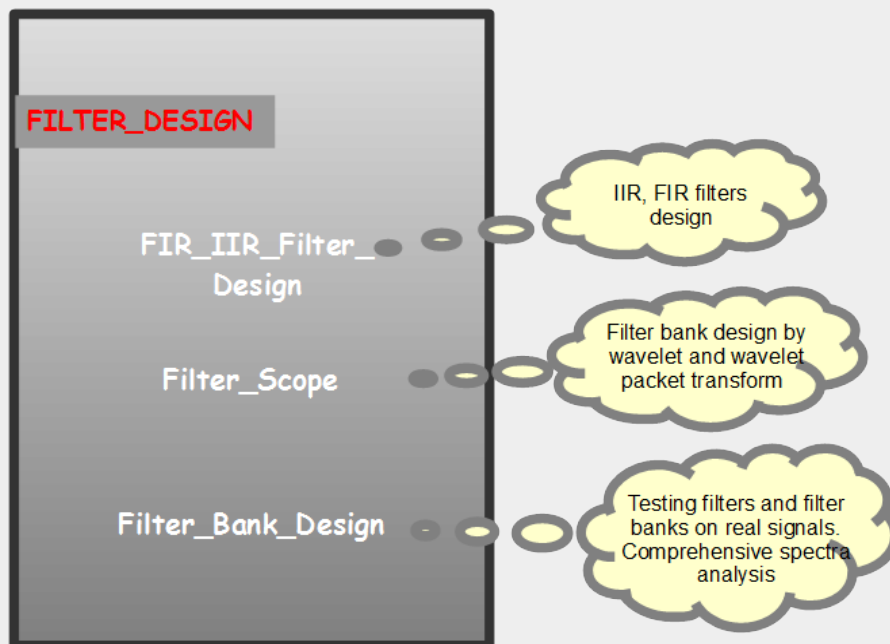 FILTER_DESIGN
FIR_IIR_Filter_
Design
IIR, FIR filters
design
Filter_Scope
Filter bank design by
wavelet and wavelet
packet transform
Filter_Bank_Design
Testing filters and filter
banks on real signals.
Comprehensive spectra
analysis